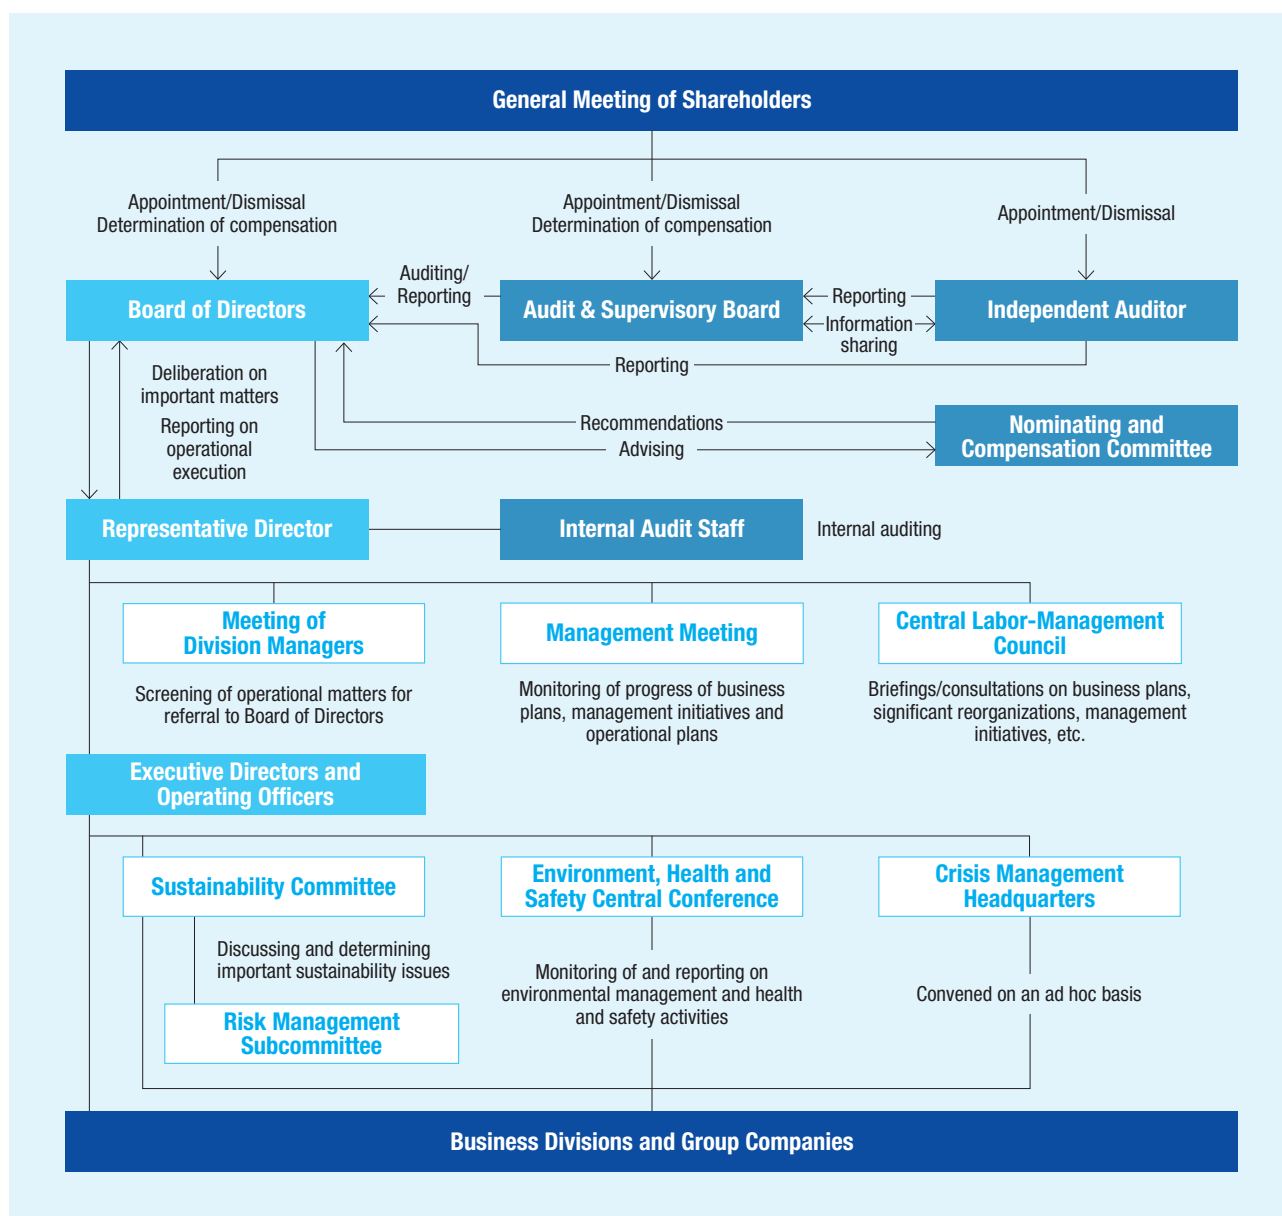 General Meeting of Shareholders
Appointment/Dismissal
Determination of compensation
Appointment/Dismissal
Determination of compensation
Appointment/Dismissal
Board of Directors
Auditing/
Reporting
Audit & Supervisory Board
Reporting
Information
sharing
Independent Auditor
Reporting
Deliberation on
important matters
Reporting on
operational
execution
Recommendations
Advising
Nominating and
Compensation Committee
Representative Director
Internal Audit Staff
Internal auditing
Meeting of
Division Managers
Management Meeting
Central Labor-Management
Council
Screening of operational matters for
referral to Board of Directors
Monitoring of progress of business
plans, management initiatives and
operational plans
Briefings/consultations on business plans,
significant reorganizations, management
initiatives, etc.
Executive Directors and
Operating Officers
Sustainability Committee
Environment, Health and
Safety Central Conference
Crisis Management
Headquarters
Discussing and determining
important sustainability issues
Monitoring of and reporting on
environmental management and health
and safety activities
Convened on an ad hoc basis
Risk Management
Subcommittee
Business Divisions and Group Companies